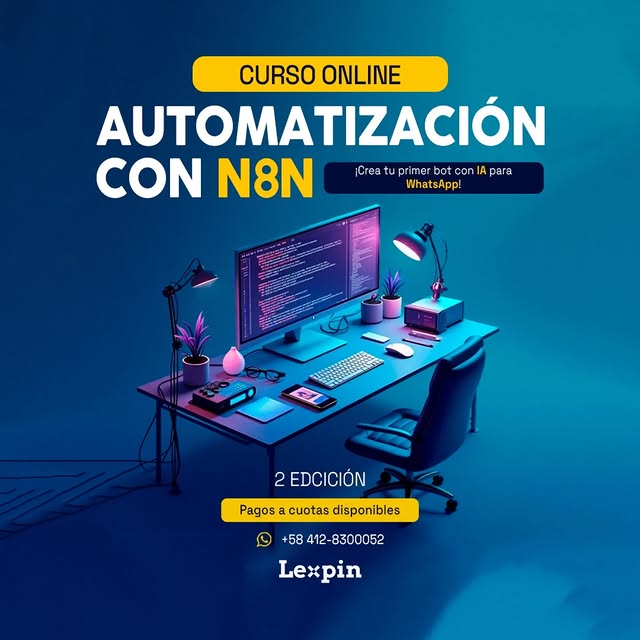 CURSO ONLINE
AUTOMATIZACIÓN
CON N8N
¡Crea tu primer bot con IA para
WhatsApp!
2 EDCICIÓN
Pagos a cuotas disponibles
+58 412-8300052
Lexpin